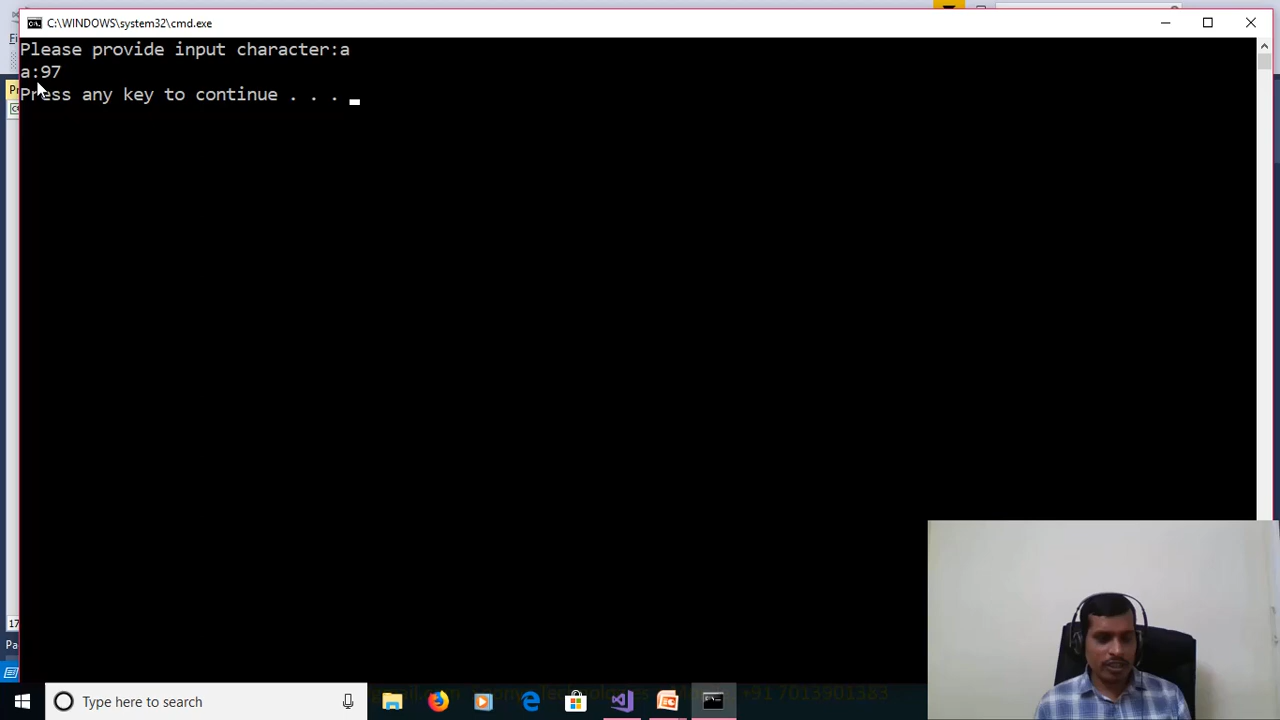 C:\WINDOWS\system32\cmd.exe
Please provide input character:a
a:97
Press any key to continue . . .
Type here to search